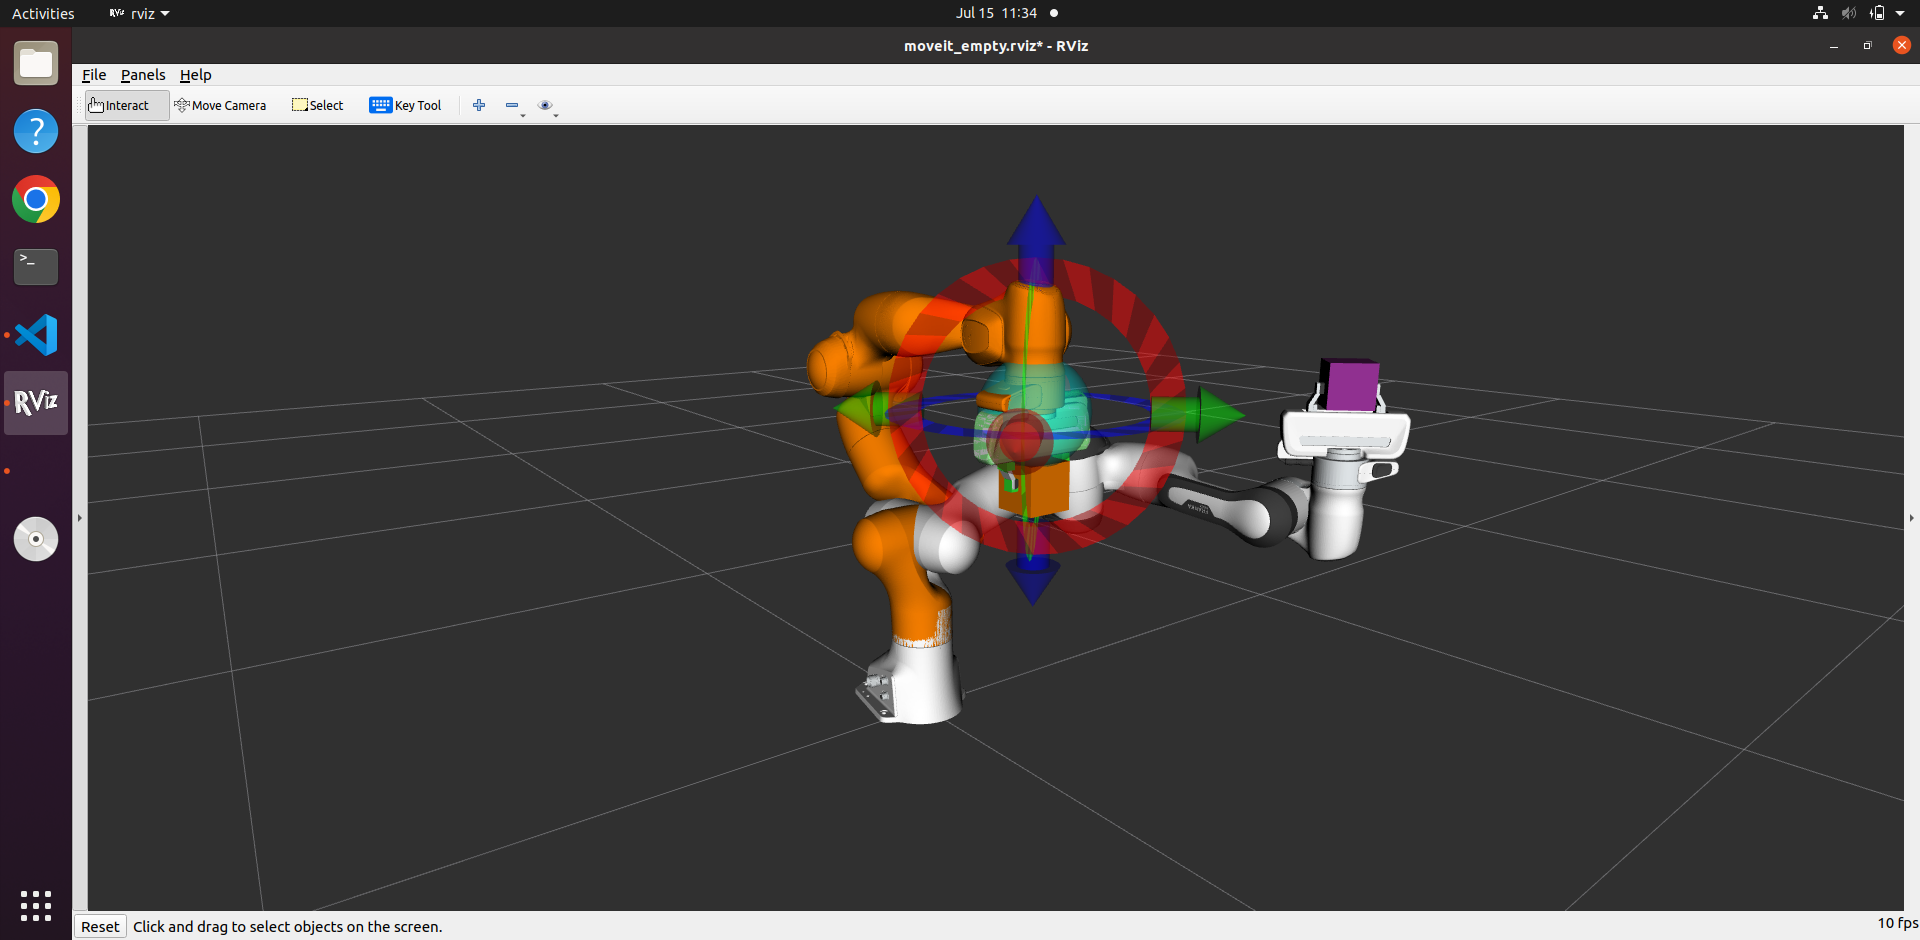 Activities
RViz rviz
Jul 15 11:34
moveit_empty.rviz* - RViz
File Panels Help
Interact Move Camera Select Key Tool
>_
RViz
Reset Click and drag to select objects on the screen.
10 fps